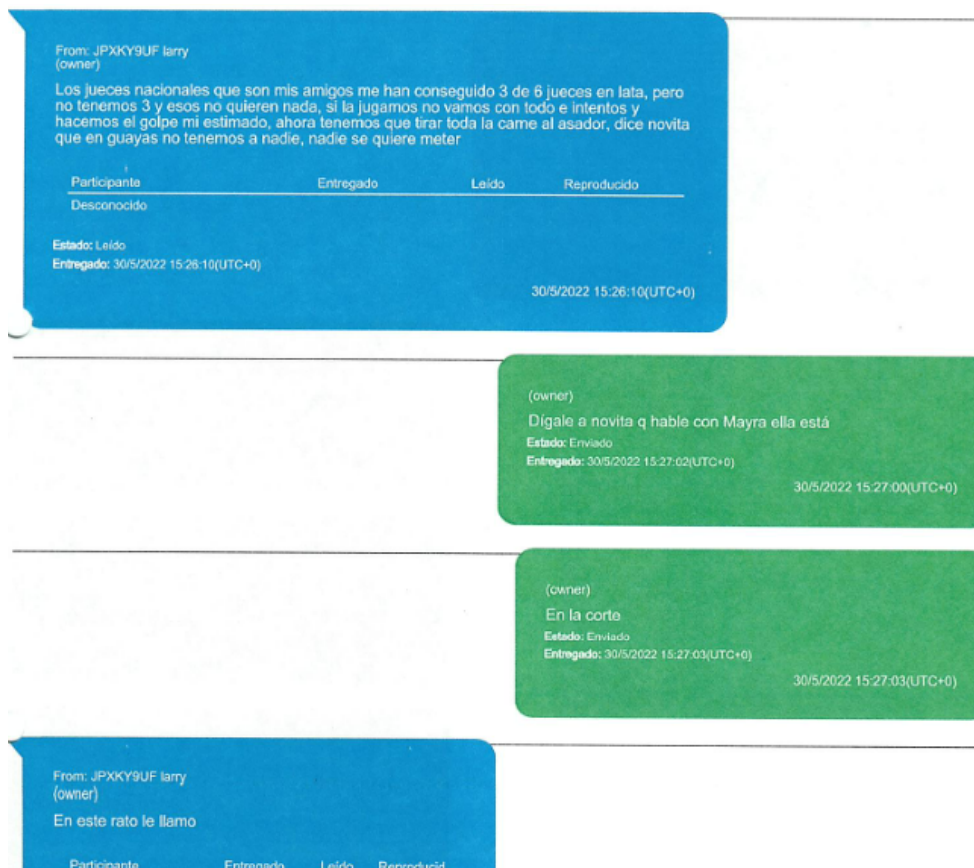 From: JPXKY9UF larry
(owner)
Los jueces nacionales que son mis amigos me han conseguido 3 de 6 jueces en lata, pero
no tenemos 3 y esos no quieren nada, si la jugamos no vamos con todo e intentos y
hacemos el golpe mi estimado, ahora tenemos que tirar toda la carne al asador, dice novita
que en guayas no tenemos a nadie, nadie se quiere meter
Participante Entregado Leído Reproducido
Desconocido
Estado: Leído
Entregado: 30/5/2022 15:26:10(UTC+0)
30/5/2022 15:26:10(UTC+0)
(owner)
Dígale a novita q hable con Mayra ella está
Estado: Enviado
Entregado: 30/5/2022 15:27:02(UTC+0)
30/5/2022 15:27:00(UTC+0)
(owner)
En la corte
Estado: Enviado
Entregado: 30/5/2022 15:27:03(UTC+0)
30/5/2022 15:27:03(UTC+0)
From: JPXKY9UF larry
(owner)
En este rato le llamo
Participante Entregado Leído Reproducid